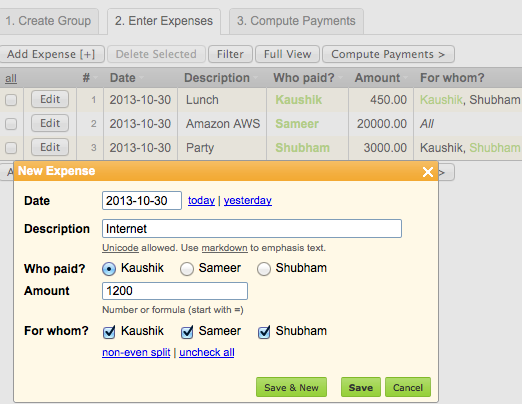 1. Create Group 2. Enter Expenses 3. Compute Payments
Add Expense [+] Delete Selected Filter Full View Compute Payments >
all # Date Description Who paid? Amount For whom?
Edit 1 2013-10-30 Lunch Kaushik 450.00 Kaushik, Shubham
Edit 2 2013-10-30 Amazon AWS Sameer 20000.00 All
Edit 3 2013-10-30 Party Shubham 3000.00 Kaushik, Shubham
A >
New Expense
Date 2013-10-30 today | yesterday
Description Internet
Unicode allowed. Use markdown to emphasis text.
Who paid? Kaushik Sameer Shubham
Amount 1200
Number or formula (start with =)
For whom? Kaushik Sameer Shubham
non-even split | uncheck all
Save & New Save Cancel